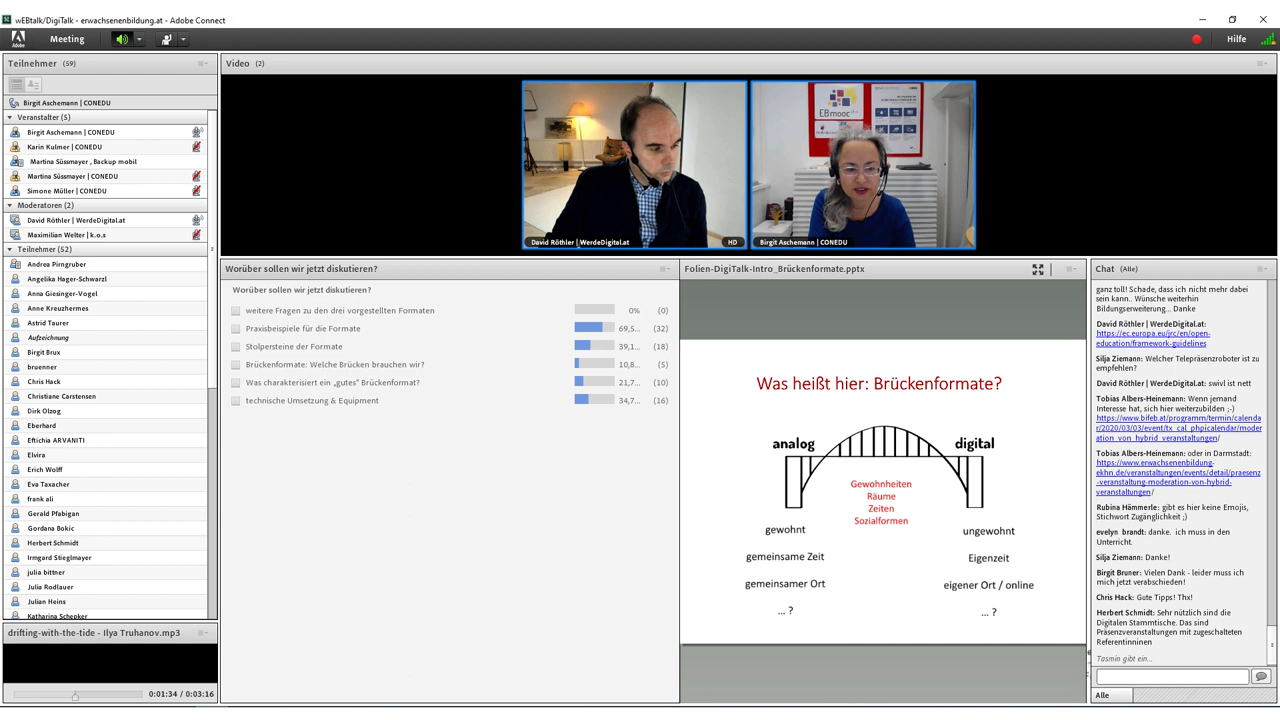 wEBtalk/DigiTalk - erwachsenenbildung.at - Adobe Connect
Adobe
Meeting
Hilfe
Teilnehmer (59)
Birgit Aschemann | CONEDU
Veranstalter (5)
Birgit Aschemann | CONEDU
Karin Kulmer | CONEDU
Martina Süssmayer , Backup mobil
Martina Süssmayer | CONEDU
Simone Müller | CONEDU
Moderatoren (2)
David Röthler | WerdeDigital.at
Maximilian Welter | k.o.s
Teilnehmer (52)
Andrea Pirngruber
Angelika Hager-Schwarzl
Anna Giesinger-Vogel
Anne Kreuzhermes
Astrid Taurer
Aufzeichnung
Birgit Brux
bruenner
Chris Hack
Christiane Carstensen
Dirk Olzog
Eberhard
Eftichia ARVANITI
Elvira
Erich Wolff
Eva Taxacher
frank ali
Gerald Pfabigan
Gordana Bokic
Herbert Schmidt
Irmgard Stieglmayer
julia bittner
Julia Rodlauer
Julian Heins
Katharina Schepker
drifting-with-the-tide - Ilya Truhanov.mp3
0:01:34 / 0:03:16
Video (2)
EBmooc
David Röthler | WerdeDigital.at
HD
Birgit Aschemann | CONEDU
Worüber sollen wir jetzt diskutieren?
Worüber sollen wir jetzt diskutieren?
weitere Fragen zu den drei vorgestellten Formaten 0% (0)
Praxisbeispiele für die Formate 69,5... (32)
Stolpersteine der Formate 39,1... (18)
Brückenformate: Welche Brücken brauchen wir? 10,8... (5)
Was charakterisiert ein „gutes" Brückenformat? 21,7... (10)
technische Umsetzung & Equipment 34,7... (16)
Folien-DigiTalk-Intro_Brückenformate.pptx
Was heißt hier: Brückenformate?
analog
digital
Gewohnheiten
Räume
Zeiten
Sozialformen
gewohnt
gemeinsame Zeit
gemeinsamer Ort
... ?
ungewohnt
Eigenzeit
eigener Ort / online
... ?
Chat (Alle)
ganz toll! Schade, dass ich nicht mehr dabei
sein kann.. Wünsche weiterhin
Bildungserweiterung... Danke
David Röthler | WerdeDigital.at:
https://ec.europa.eu/jrc/en/open-
education/framework-guidelines
Silja Ziemann: Welcher Telepräsenzroboter ist zu
empfehlen?
David Röthler | WerdeDigital.at: swivl ist nett
Tobias Albers-Heinemann: Wenn jemand
Interesse hat, sich hier weiterzubilden ;-)
https://www.bifeb.at/programm/termin/calenda
r/2020/03/03/event/tx_cal_phpicalendar/moder
ation_von_hybrid_veranstaltungen/
Tobias Albers-Heinemann: oder in Darmstadt:
https://www.erwachsenenbildung-
ekhn.de/veranstaltungen/events/detail/praesenz
-veranstaltung-moderation-von-hybrid-
veranstaltungen/
Rubina Hämmerle: gibt es hier keine Emojis,
Stichwort Zugänglichkeit ;)
evelyn brandt: danke. ich muss in den
Unterricht.
Silja Ziemann: Danke!
Birgit Bruner: Vielen Dank - leider muss ich
mich jetzt verabschieden!
Chris Hack: Gute Tipps! Thx!
Herbert Schmidt: Sehr nützlich sind die
Digitalen Stammtische. Das sind
Präsenzveranstaltungen mit zugeschalteten
Referentinninen
Tasmin gibt ein...
Alle